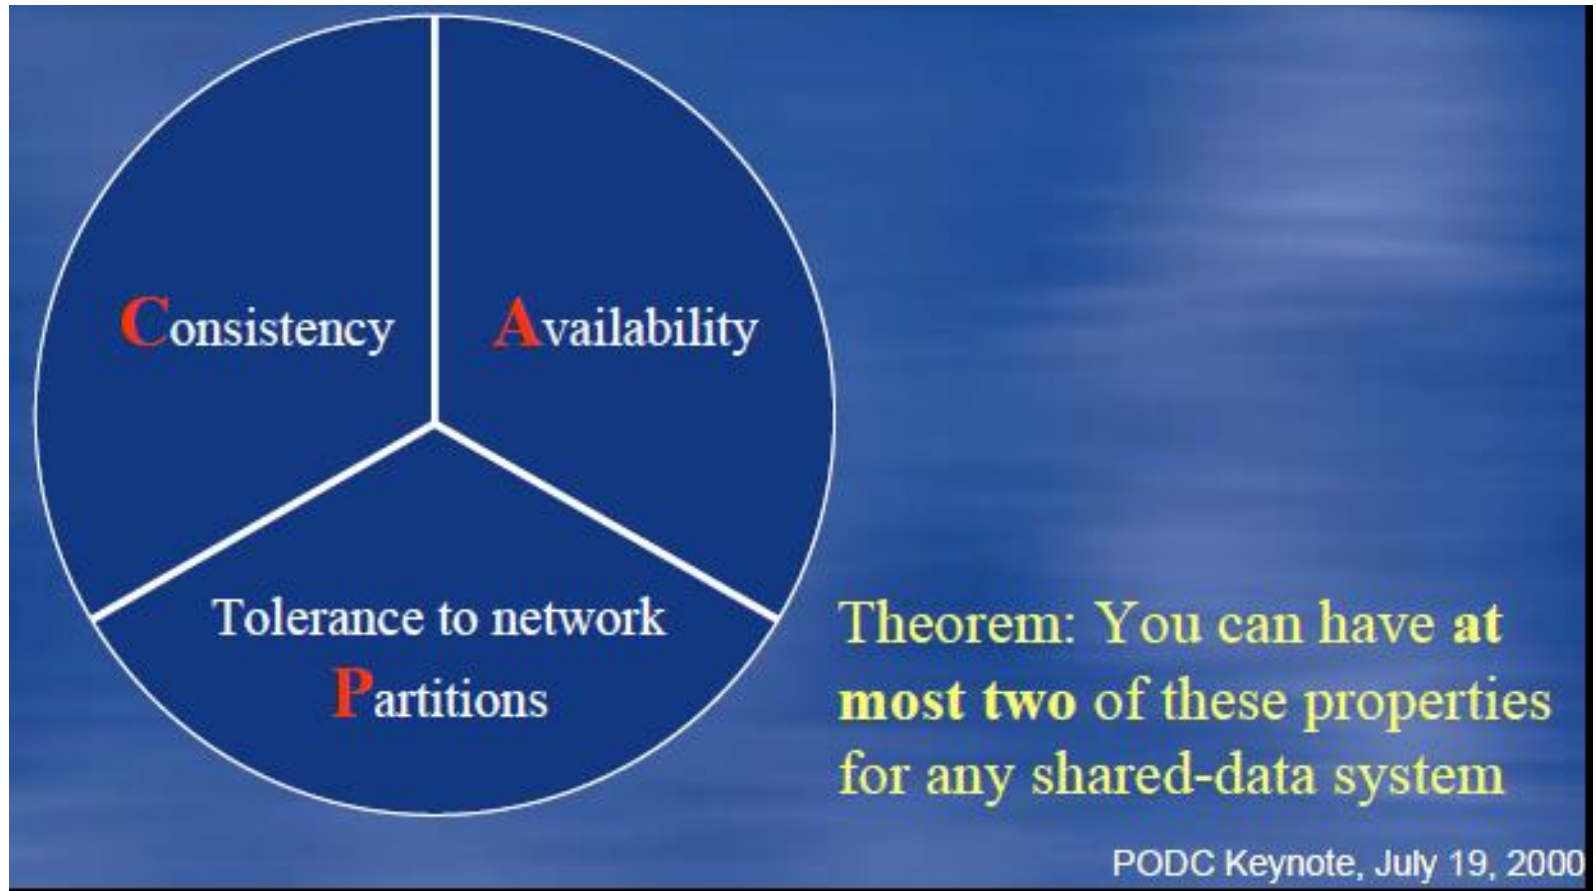 Consistency
Availability
Tolerance to network
Partitions
Theorem: You can have at
most two of these properties
for any shared-data system
PODC Keynote, July 19, 2000